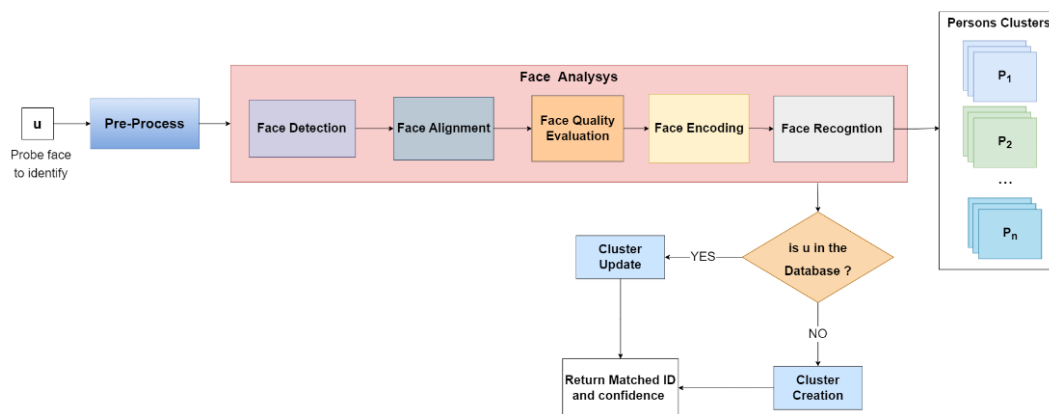 Persons Clusters
Face Analysys
P1
u
Pre-Process
Face Detection
Face Alignment
Face Quality
Evaluation
Face Encoding
Face Recogntion
P2
Probe face
to identify
...
Pn
is u in the
Database ?
YES
Cluster
Update
NO
Return Matched ID
and confidence
Cluster
Creation